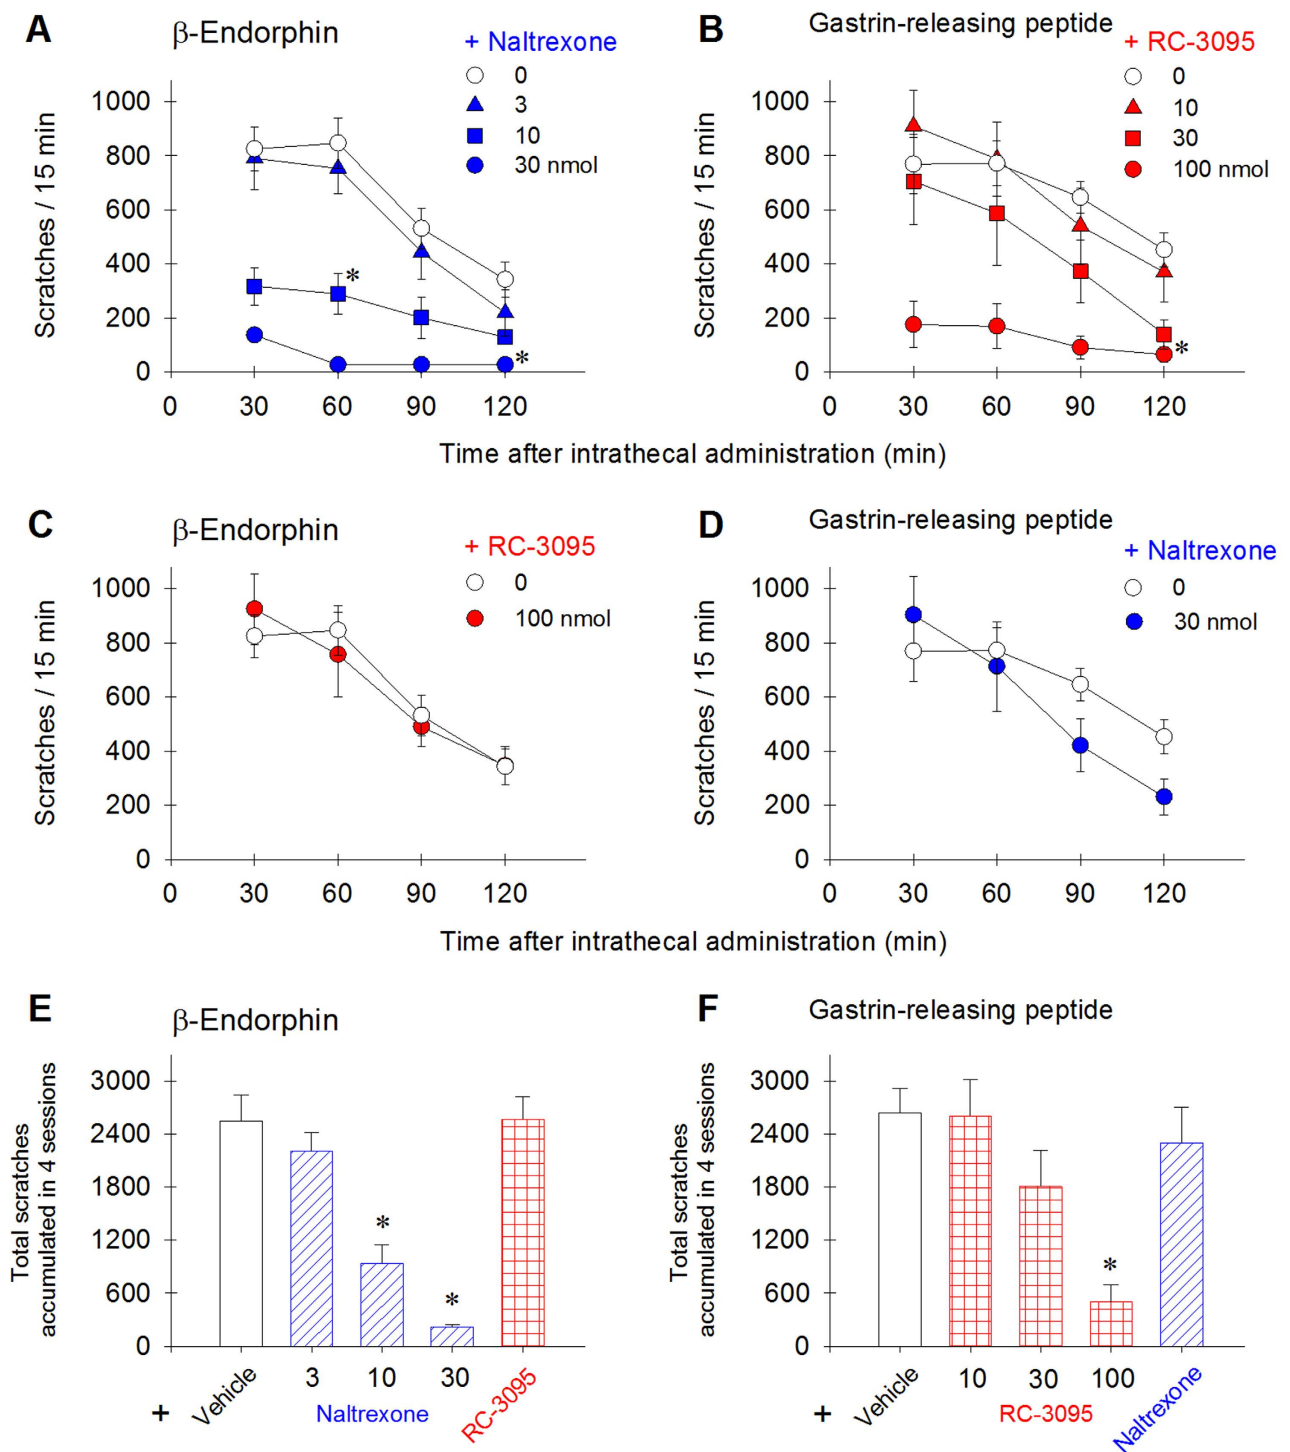 A
β-Endorphin
+ Naltrexone
0
3
10
30 nmol
1000
800
600
400
200
0
Scratches / 15 min
*
*
0 30 60 90 120
B
Gastrin-releasing peptide
+ RC-3095
0
10
30
100 nmol
1000
800
600
400
200
0
Scratches / 15 min
*
0 30 60 90 120
Time after intrathecal administration (min)
C
β-Endorphin
+ RC-3095
0
100 nmol
1000
800
600
400
200
0
Scratches / 15 min
0 30 60 90 120
D
Gastrin-releasing peptide
+ Naltrexone
0
30 nmol
1000
800
600
400
200
0
Scratches / 15 min
0 30 60 90 120
Time after intrathecal administration (min)
E
β-Endorphin
Total scratches
accumulated in 4 sessions
3000
2400
1800
1200
600
0
*
*
Vehicle 3 10 30 RC-3095
+ Naltrexone
F
Gastrin-releasing peptide
Total scratches
accumulated in 4 sessions
3000
2400
1800
1200
600
0
*
Vehicle 10 30 100 Naltrexone
+ RC-3095